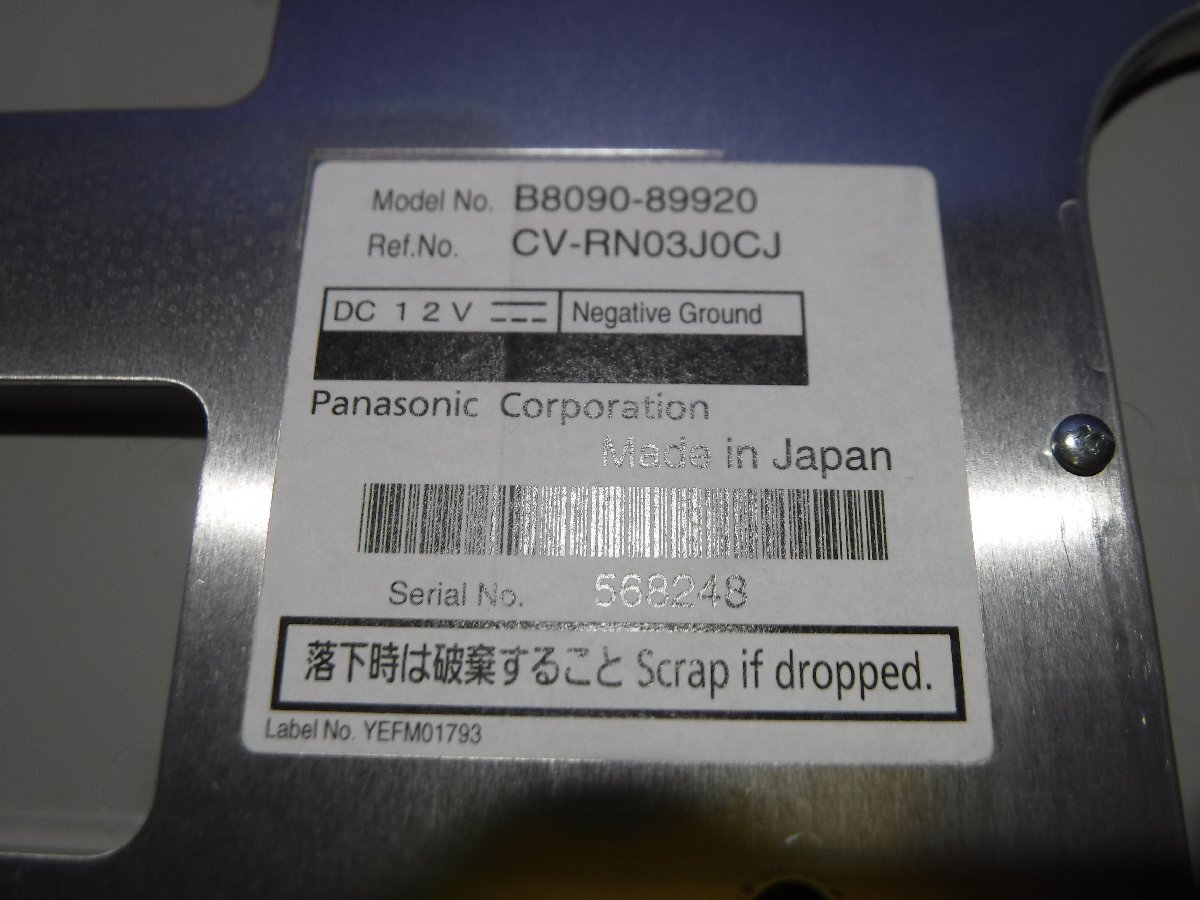 Model No. B8090-89920
Ref.No. CV-RN03J0CJ
DC 12V Negative Ground
Panasonic Corporation
Made in Japan
Serial No. 568248
落下時は破棄すること Scrap if dropped.
Label No. YEFM01793